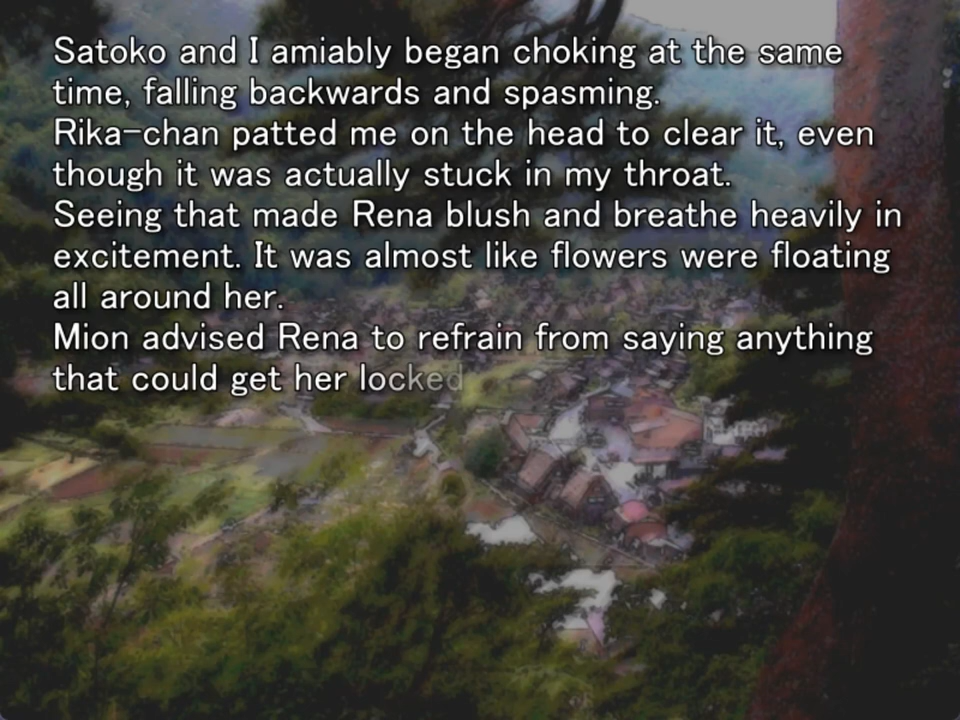 Satoko and I amiably began choking at the same
time, falling backwards and spasming.
Rika-chan patted me on the head to clear it, even
though it was actually stuck in my throat.
Seeing that made Rena blush and breathe heavily in
excitement. It was almost like flowers were floating
all around her.
Mion advised Rena to refrain from saying anything
that could get her locked